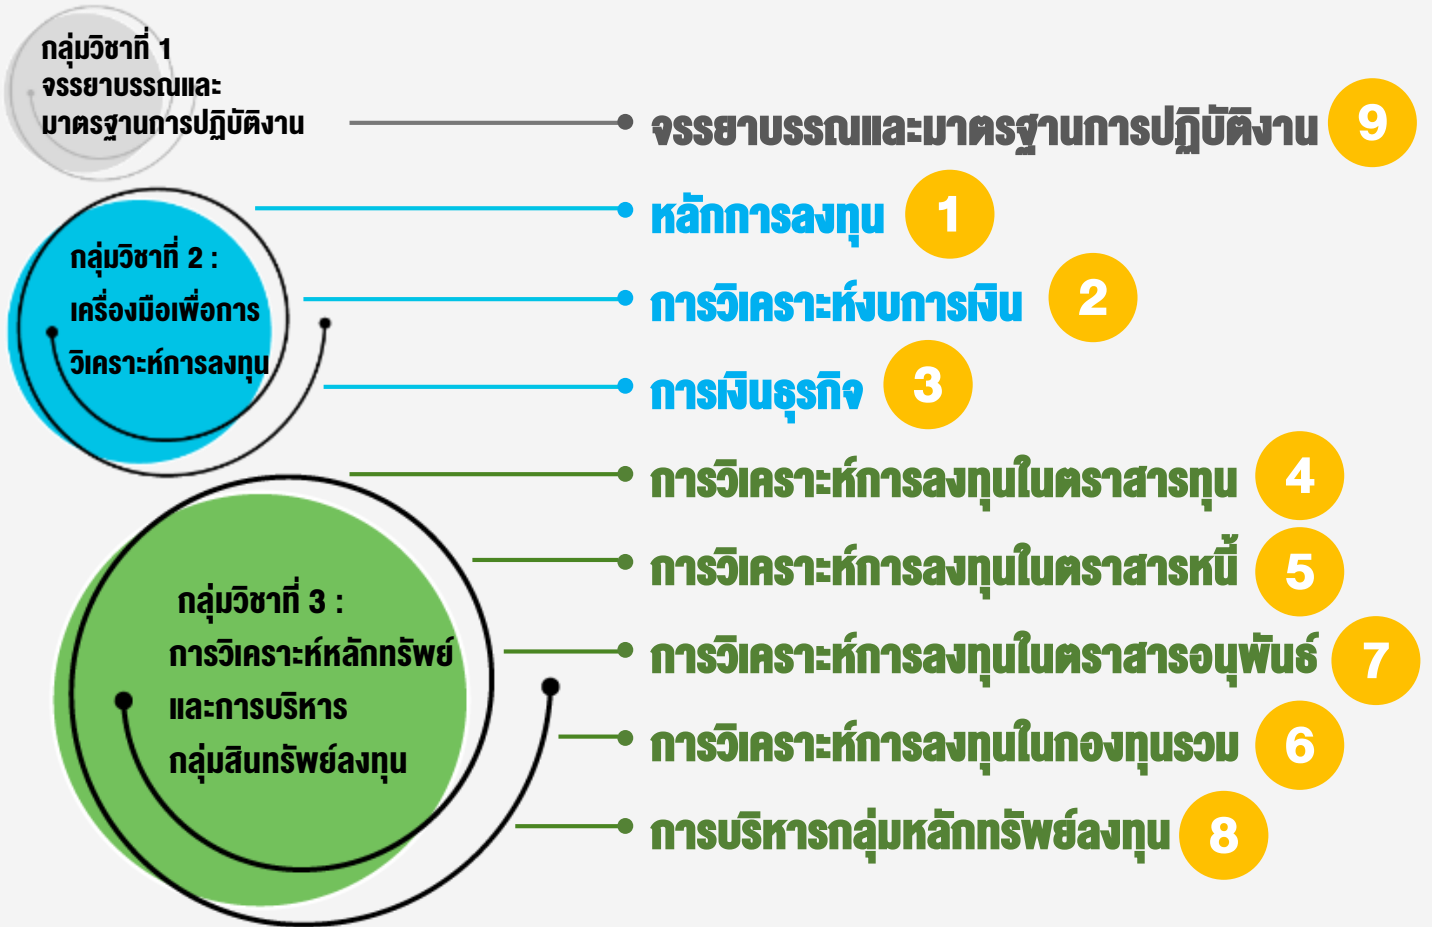 กลุ่มวิชาที่ 1
จรรยาบรรณและ
มาตรฐานการปฏิบัติงาน
จรรยาบรรณและมาตรฐานการปฏิบัติงาน 9
กลุ่มวิชาที่ 2 :
เครื่องมือเพื่อการ
วิเคราะห์การลงทุน
หลักการลงทุน 1
การวิเคราะห์งบการเงิน 2
การเงินธุรกิจ 3
กลุ่มวิชาที่ 3 :
การวิเคราะห์หลักทรัพย์
และการบริหาร
กลุ่มสินทรัพย์ลงทุน
การวิเคราะห์การลงทุนในตราสารทุน 4
การวิเคราะห์การลงทุนในตราสารหนี้ 5
การวิเคราะห์การลงทุนในตราสารอนุพันธ์ 7
การวิเคราะห์การลงทุนในกองทุนรวม 6
การบริหารกลุ่มหลักทรัพย์ลงทุน 8